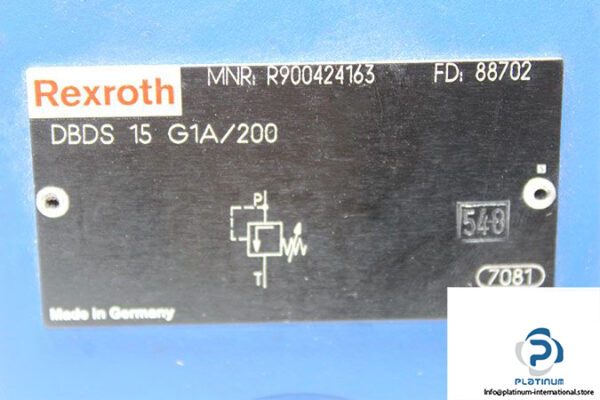 Rexroth
MNR: R900424163 FD: 88702
DBDS 15 G1A/200
P
T
548
7081
Made in Germany
PLATINUM
Info@platinum-international.store